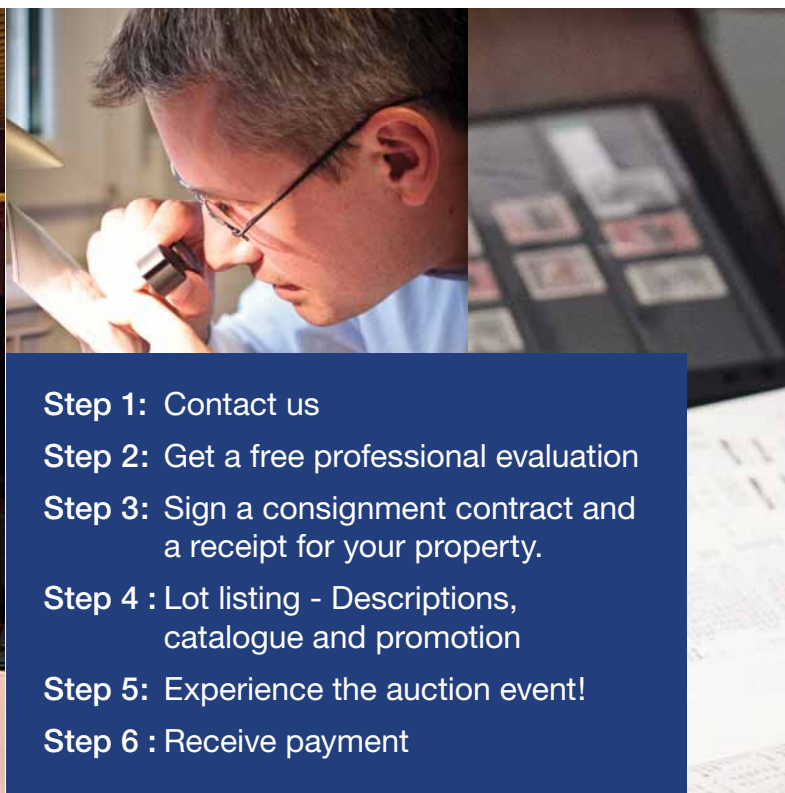 Step 1: Contact us
Step 2: Get a free professional evaluation
Step 3: Sign a consignment contract and
a receipt for your property.
Step 4 : Lot listing - Descriptions,
catalogue and promotion
Step 5: Experience the auction event!
Step 6 : Receive payment